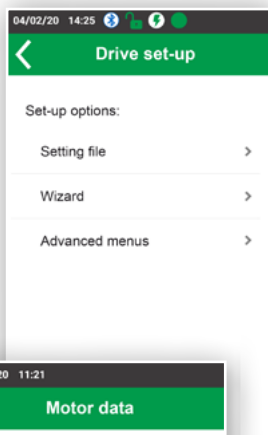 04/02/20 14:25
Drive set-up
Set-up options:
Setting file
Wizard
Advanced menus
20 11:21
Motor data